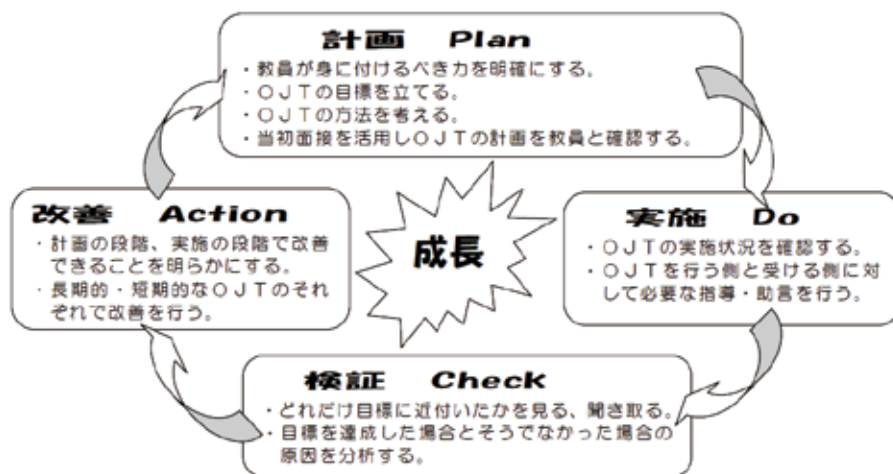 計画 Plan
・教員が身に付けるべき力を明確にする。
・ＯＪＴの目標を立てる。
・ＯＪＴの方法を考える。
・当初面接を活用しＯＪＴの計画を教員と確認する。
実施 Do
・ＯＪＴの実施状況を確認する。
・ＯＪＴを行う側と受ける側に対
して必要な指導・助言を行う。
検証 Check
・どれだけ目標に近付いたかを見る、聞き取る。
・目標を達成した場合とそうでなかった場合の
原因を分析する。
改善 Action
・計画の段階、実施の段階で改善
できることを明らかにする。
・長期的・短期的なＯＪＴのそれ
ぞれで改善を行う。
成長